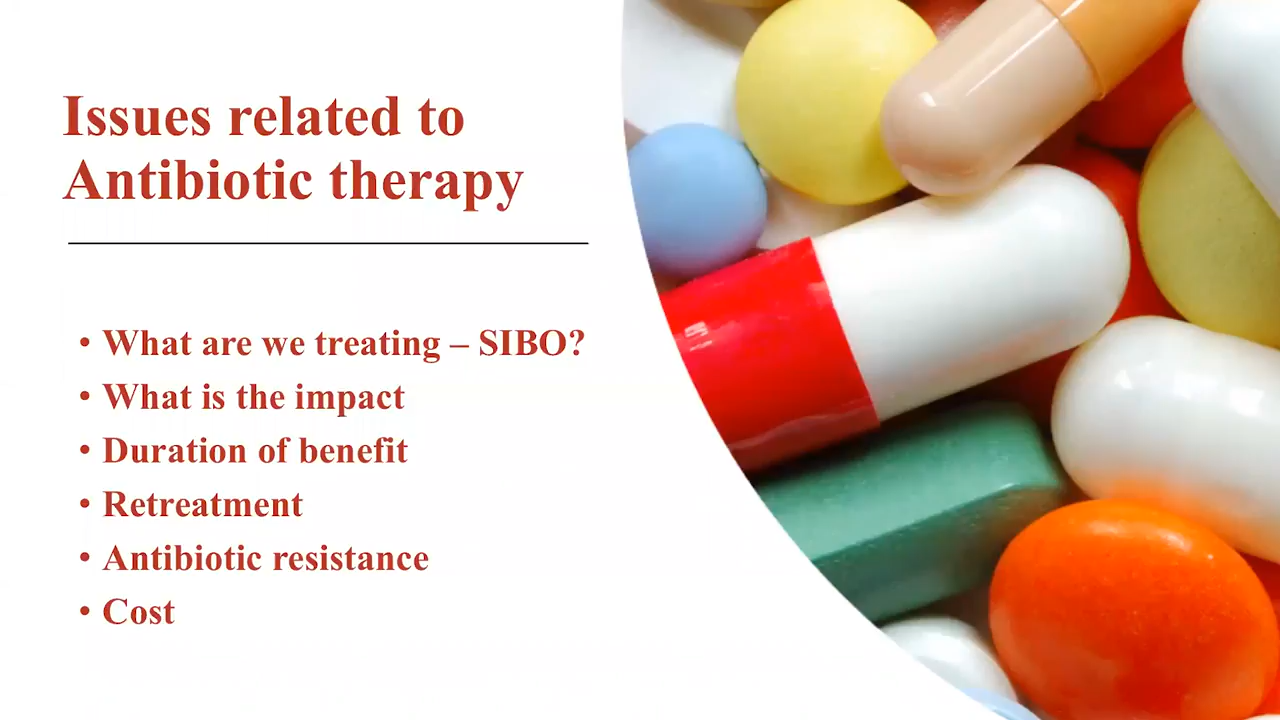 Issues related to
Antibiotic therapy
• What are we treating – SIBO?
• What is the impact
• Duration of benefit
• Retreatment
• Antibiotic resistance
• Cost